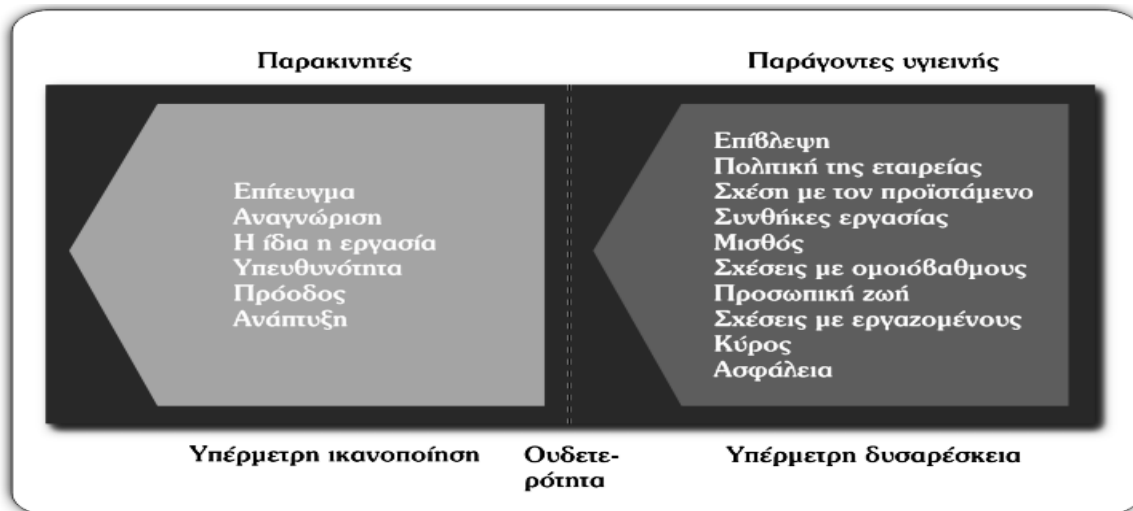 Παρακινητές
Παράγοντες υγιεινής
Επίτευγμα
Αναγνώριση
Η ίδια η εργασία
Υπευθυνότητα
Πρόοδος
Ανάπτυξη
Επίβλεψη
Πολιτική της εταιρείας
Σχέση με τον προϊστάμενο
Συνθήκες εργασίας
Μισθός
Σχέσεις με ομοιόβαθμους
Προσωπική ζωή
Σχέσεις με εργαζομένους
Κύρος
Ασφάλεια
Υπέρμετρη ικανοποίηση
Ουδετε-
ρότητα
Υπέρμετρη δυσαρέσκεια